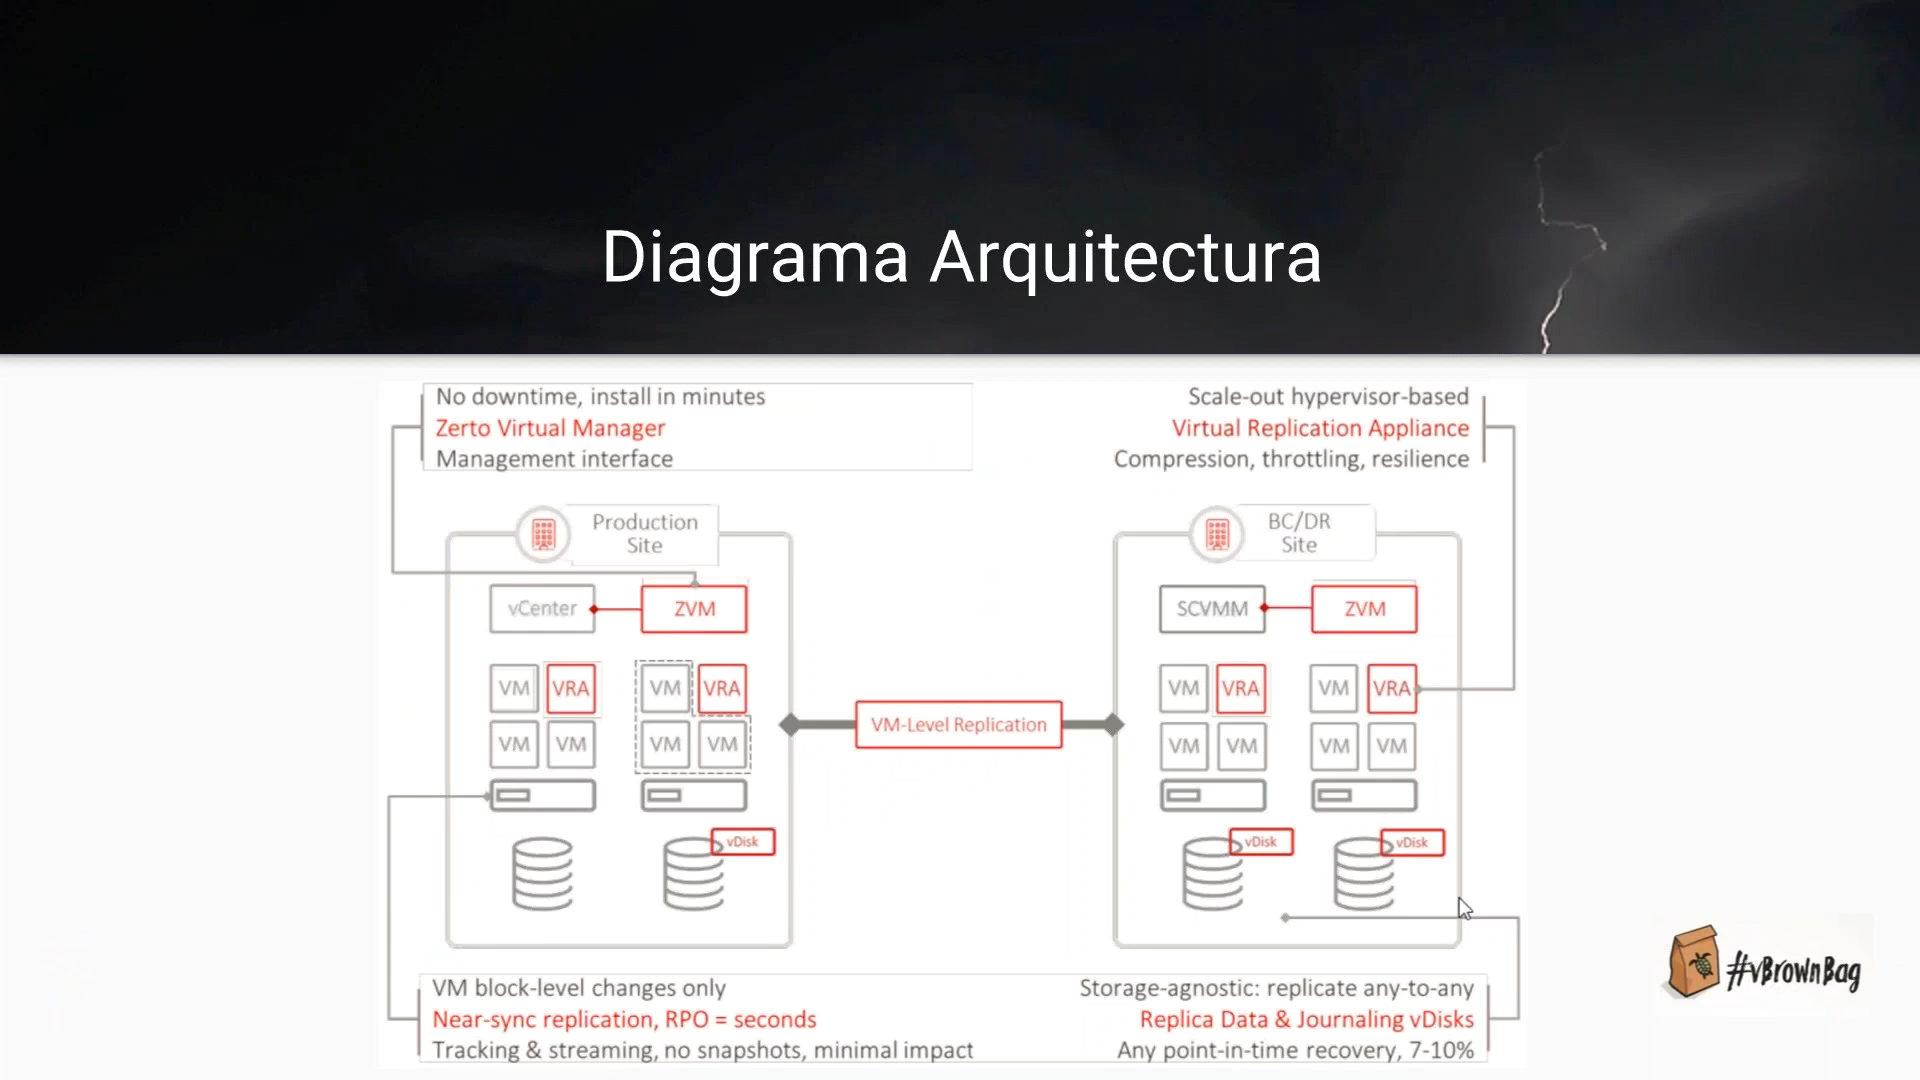 Diagrama Arquitectura
No downtime, install in minutes
Zerto Virtual Manager
Management interface
Scale-out hypervisor-based
Virtual Replication Appliance
Compression, throttling, resilience
Production
Site
vCenter
ZVM
VM
VRA
VM
VRA
VM
VM
VM
VM
vDisk
VM-Level Replication
BC/DR
Site
SCVMM
ZVM
VM
VRA
VM
VRA
VM
VM
VM
VM
vDisk
vDisk
VM block-level changes only
Near-sync replication, RPO = seconds
Tracking & streaming, no snapshots, minimal impact
Storage-agnostic: replicate any-to-any
Replica Data & Journaling vDisks
Any point-in-time recovery, 7-10%
#vBrownBag